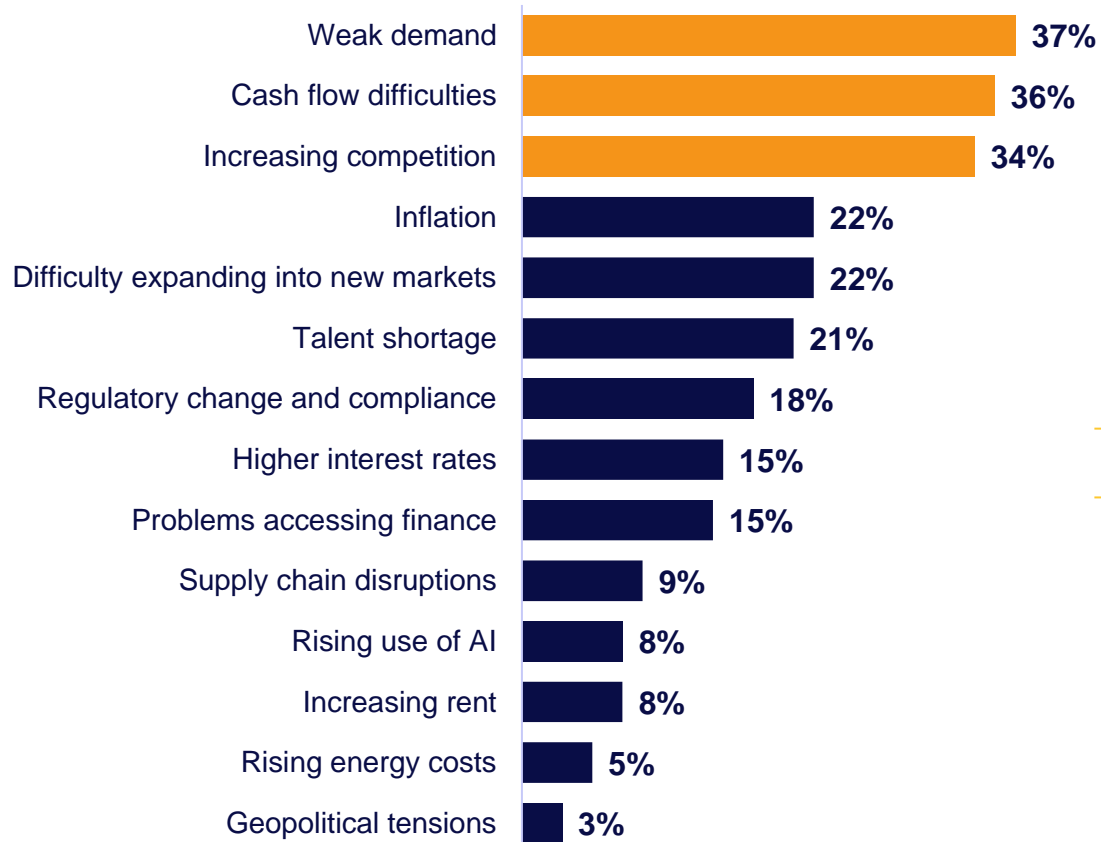 Weak demand 37%
Cash flow difficulties 36%
Increasing competition 34%
Inflation 22%
Difficulty expanding into new markets 22%
Talent shortage 21%
Regulatory change and compliance 18%
Higher interest rates 15%
Problems accessing finance 15%
Supply chain disruptions 9%
Rising use of AI 8%
Increasing rent 8%
Rising energy costs 5%
Geopolitical tensions 3%